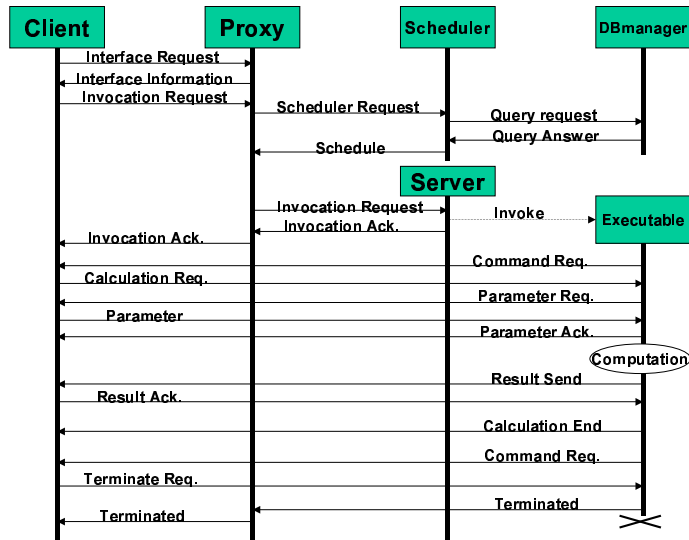 Client
Proxy
Scheduler
DBmanager
Interface Request
Interface Information
Invocation Request
Scheduler Request
Query request
Query Answer
Schedule
Server
Invocation Request
Invoke
Executable
Invocation Ack.
Invocation Ack.
Command Req.
Calculation Req.
Parameter Req.
Parameter
Parameter Ack.
Computation
Result Send
Result Ack.
Calculation End
Command Req.
Terminate Req.
Terminated
Terminated